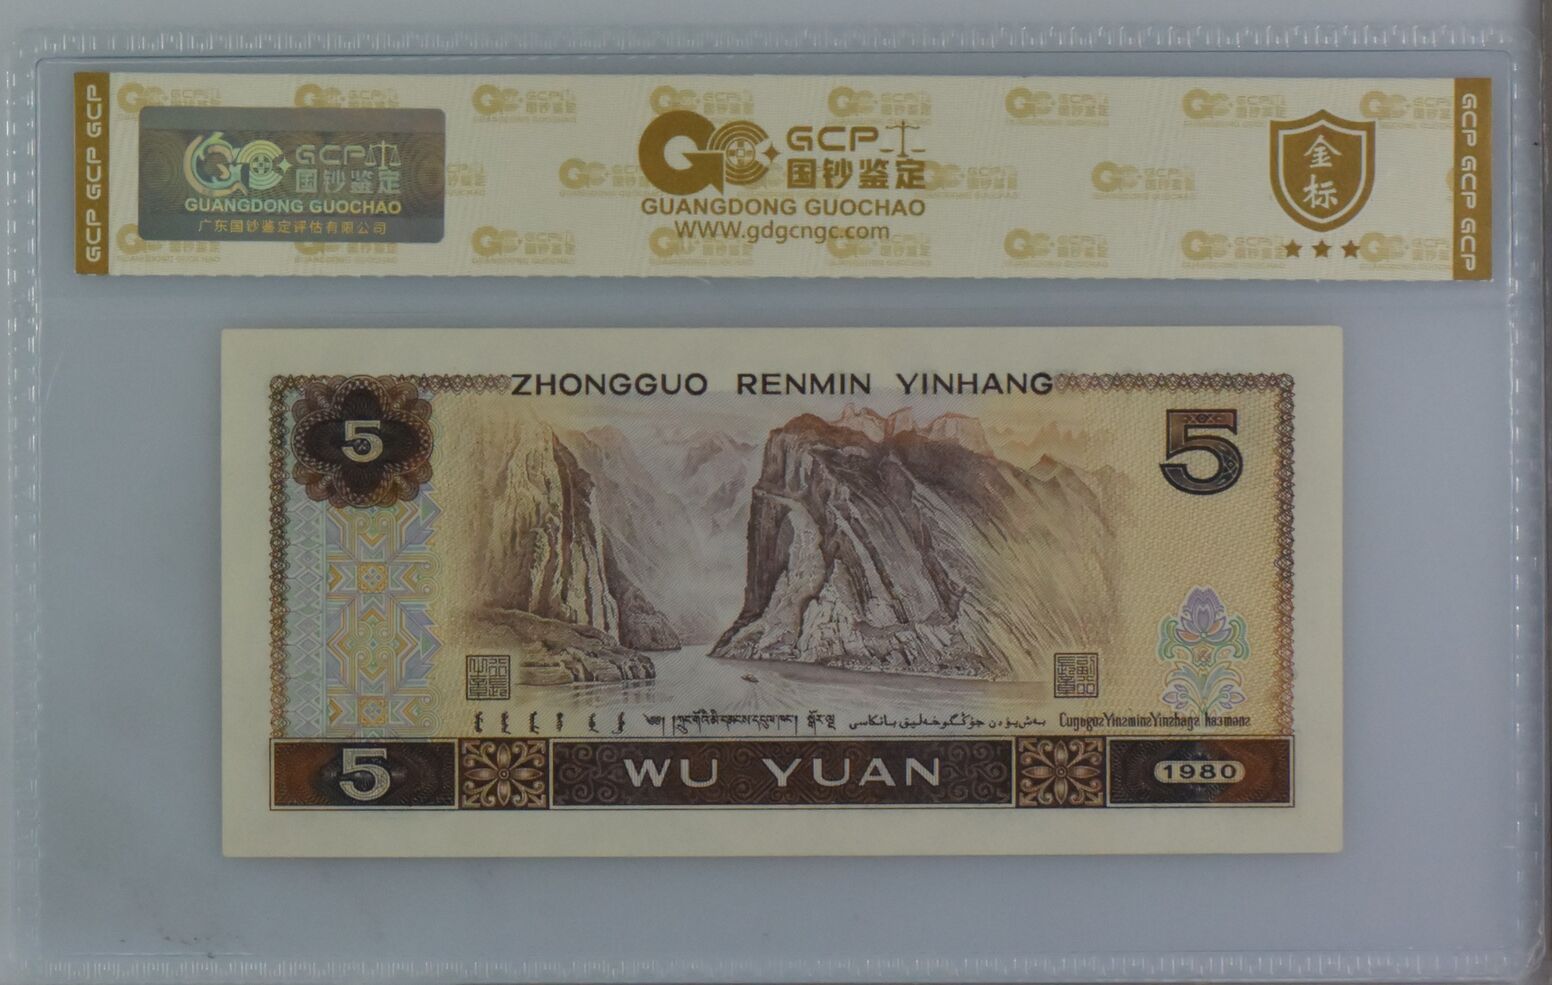 GCP GCP GCP
GCP
国钞鉴定
GUANGDONG GUOCHAO
广东国钞鉴定评估有限公司
GCP
国钞鉴定
GUANGDONG GUOCHAO
WWW.gdgcngc.com
金
标
GCP GCP GCP
ZHONGGUO RENMIN YINHANG
5
5
5
WU YUAN
1980